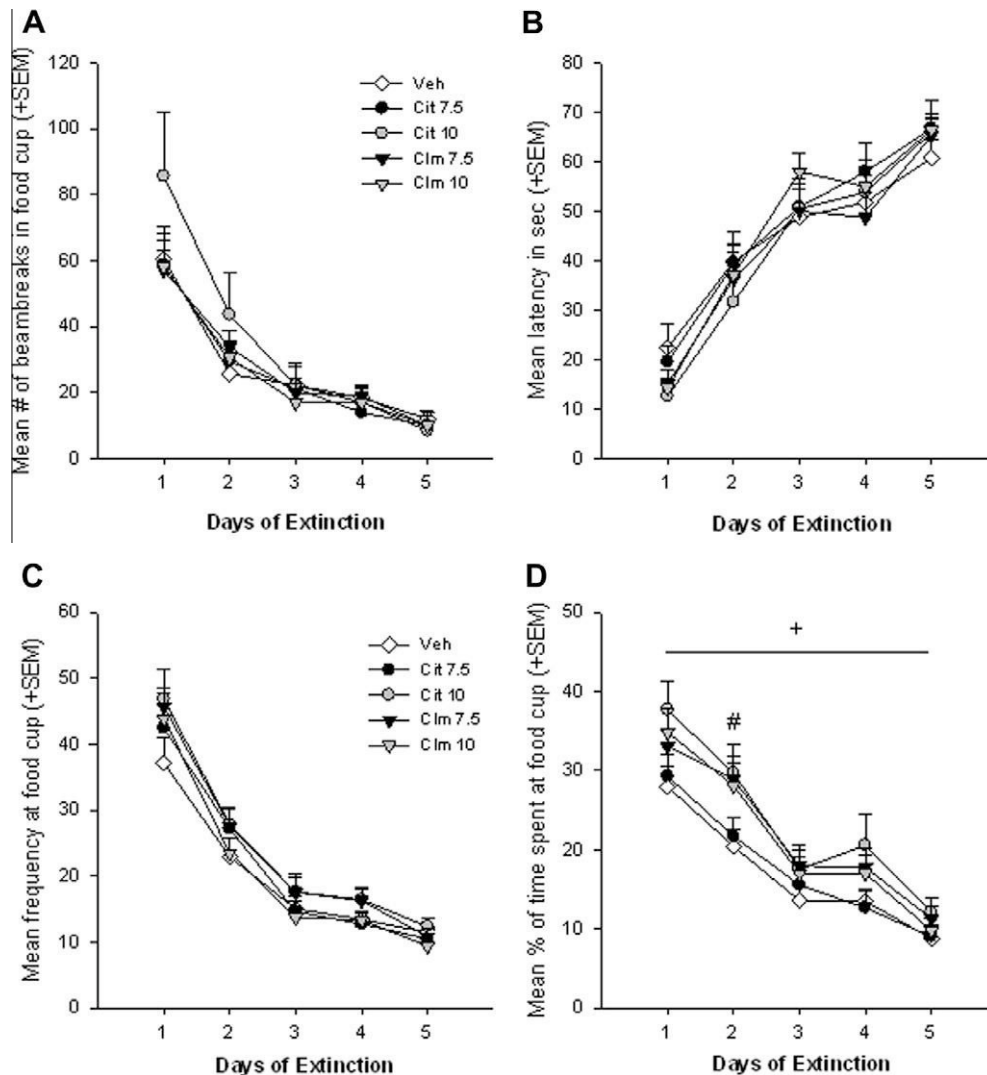 A
Mean # of beambreaks in food cup (+SEM)
120
100
80
60
40
20
0
Veh
Cit 7.5
Cit 10
Clm 7.5
Clm 10
1 2 3 4 5
Days of Extinction
B
Mean latency in sec (+SEM)
80
70
60
50
40
30
20
10
0
1 2 3 4 5
Days of Extinction
C
Mean frequency at food cup (+SEM)
60
50
40
30
20
10
0
Veh
Cit 7.5
Cit 10
Clm 7.5
Clm 10
1 2 3 4 5
Days of Extinction
D
Mean % of time spent at food cup (+SEM)
50
40
30
20
10
0
+
#
1 2 3 4 5
Days of Extinction